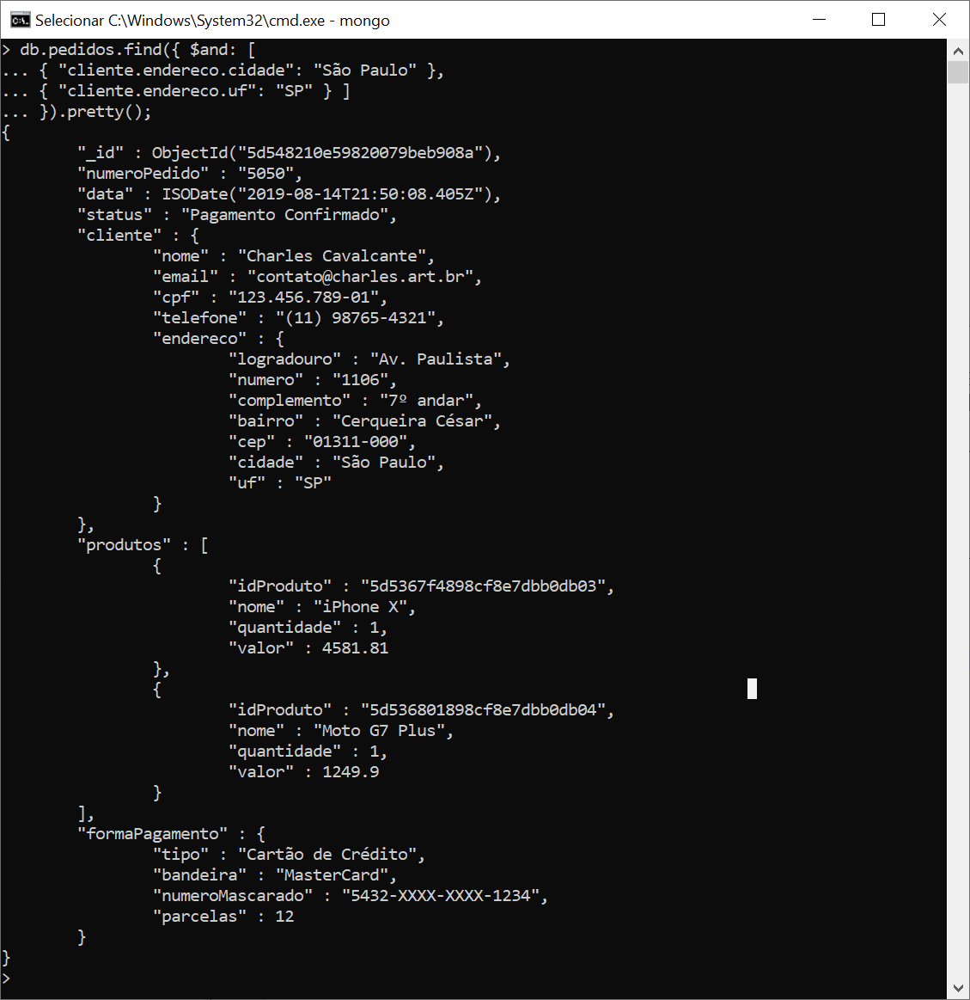 Selecionar C:\Windows\System32\cmd.exe - mongo
> db.pedidos.find({ $and: [
... { "cliente.endereco.cidade": "São Paulo" },
... { "cliente.endereco.uf": "SP" } ]
... }).pretty();
{
"_id" : ObjectId("5d548210e59820079beb908a"),
"numeroPedido" : "5050",
"data" : ISODate("2019-08-14T21:50:08.405Z"),
"status" : "Pagamento Confirmado",
"cliente" : {
"nome" : "Charles Cavalcante",
"email" : "contato@charles.art.br",
"cpf" : "123.456.789-01",
"telefone" : "(11) 98765-4321",
"endereco" : {
"logradouro" : "Av. Paulista",
"numero" : "1106",
"complemento" : "7º andar",
"bairro" : "Cerqueira César",
"cep" : "01311-000",
"cidade" : "São Paulo",
"uf" : "SP"
}
},
"produtos" : [
{
"idProduto" : "5d5367f4898cf8e7dbb0db03",
"nome" : "iPhone X",
"quantidade" : 1,
"valor" : 4581.81
},
{
"idProduto" : "5d536801898cf8e7dbb0db04",
"nome" : "Moto G7 Plus",
"quantidade" : 1,
"valor" : 1249.9
}
],
"formaPagamento" : {
"tipo" : "Cartão de Crédito",
"bandeira" : "MasterCard",
"numeroMascarado" : "5432-XXXX-XXXX-1234",
"parcelas" : 12
}
}
>